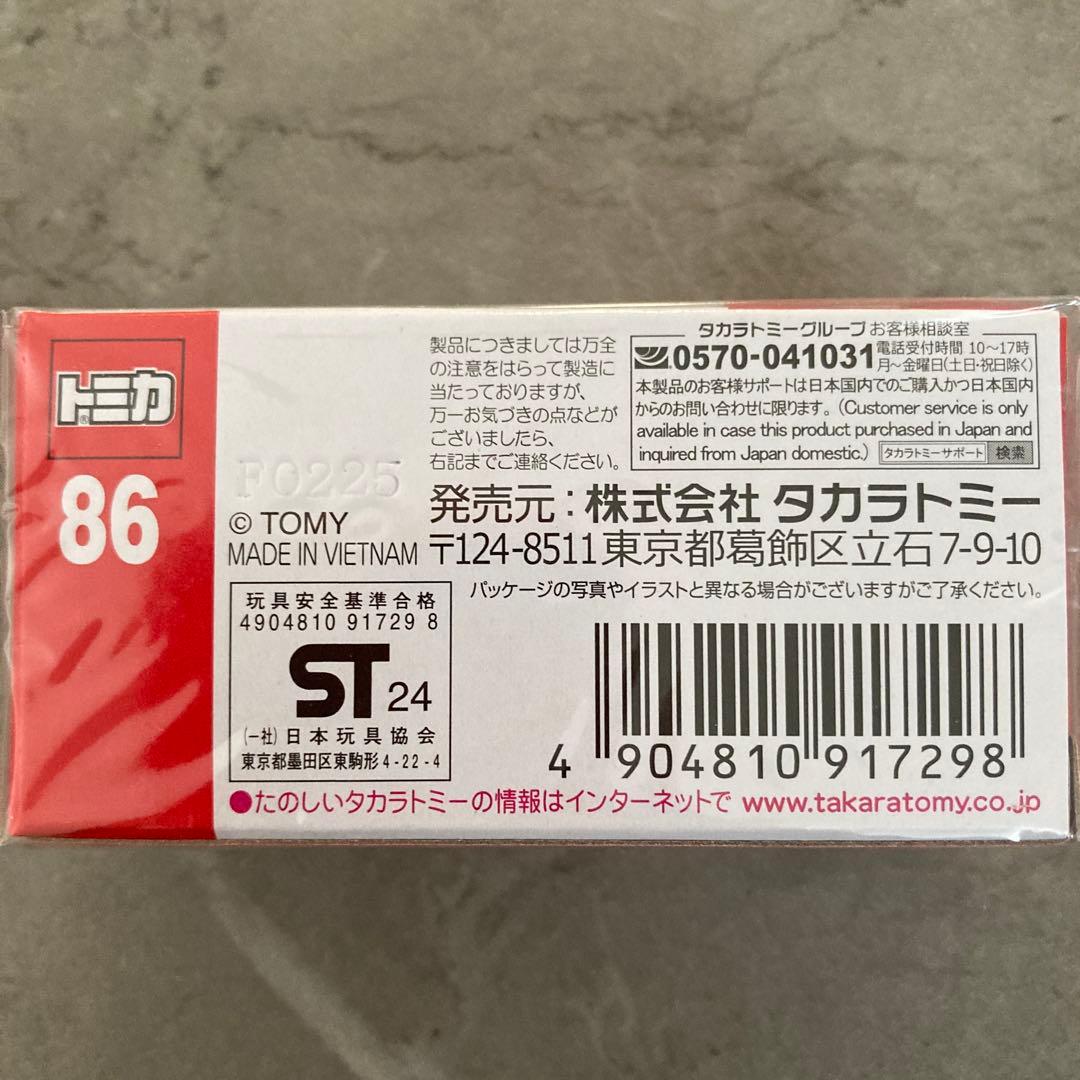 トミカ®
86
F0225
© TOMY
MADE IN VIETNAM
製品につきましては万全
の注意をはらって製造に
当たっておりますが、
万一お気づきの点などが
ございましたら、
右記までご連絡ください。
タカラトミーグループ お客様相談室
0570-041031 電話受付時間 10〜17時
月〜金曜日(土日・祝日除く)
本製品のお客様サポートは日本国内でのご購入かつ日本国内
からのお問い合わせに限ります。(Customer service is only
available in case this product purchased in Japan and
inquired from Japan domestic.) タカラトミーサポート 検索
発売元:株式会社 タカラトミー
〒124-8511 東京都葛飾区立石7-9-10
パッケージの写真やイラストと異なる場合がございますがご了承ください。
玩具安全基準合格
4904810 91729 8
ST 24
(一社)日本玩具協会
東京都墨田区東駒形4-22-4
4 904810 917298
●たのしいタカラトミーの情報はインターネットで www.takaratomy.co.jp